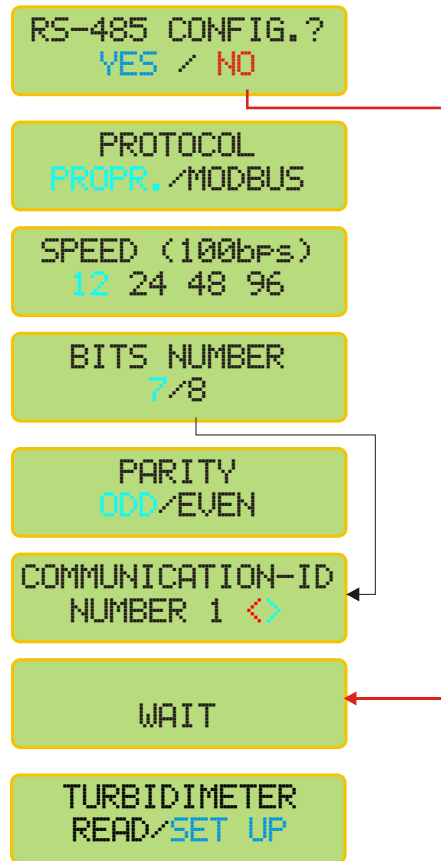 RS-485 CONFIG.?
YES / NO
PROTOCOL
PROPR./MODBUS
SPEED (100bps)
12 24 48 96
BITS NUMBER
7/8
PARITY
ODD/EVEN
COMMUNICATION-ID
NUMBER 1 <>
WAIT
TURBIDIMETER
READ/SET UP